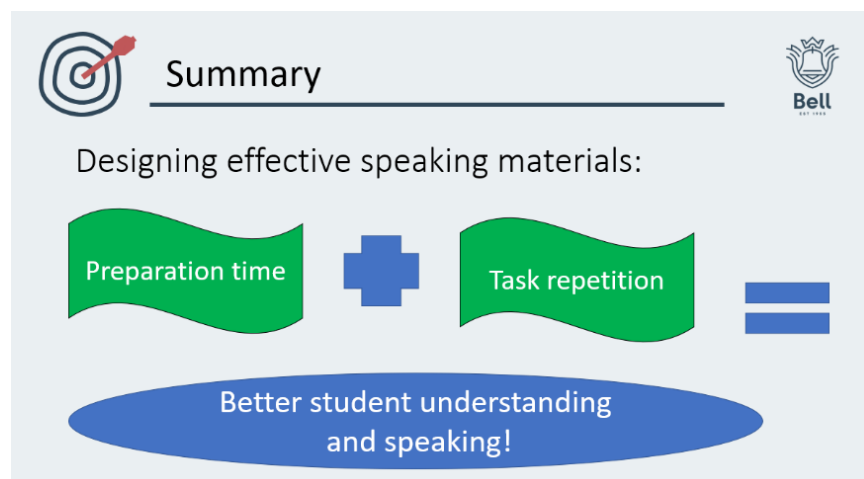 Summary
Bell
EST 1955
Designing effective speaking materials:
Preparation time
Task repetition
Better student understanding
and speaking!